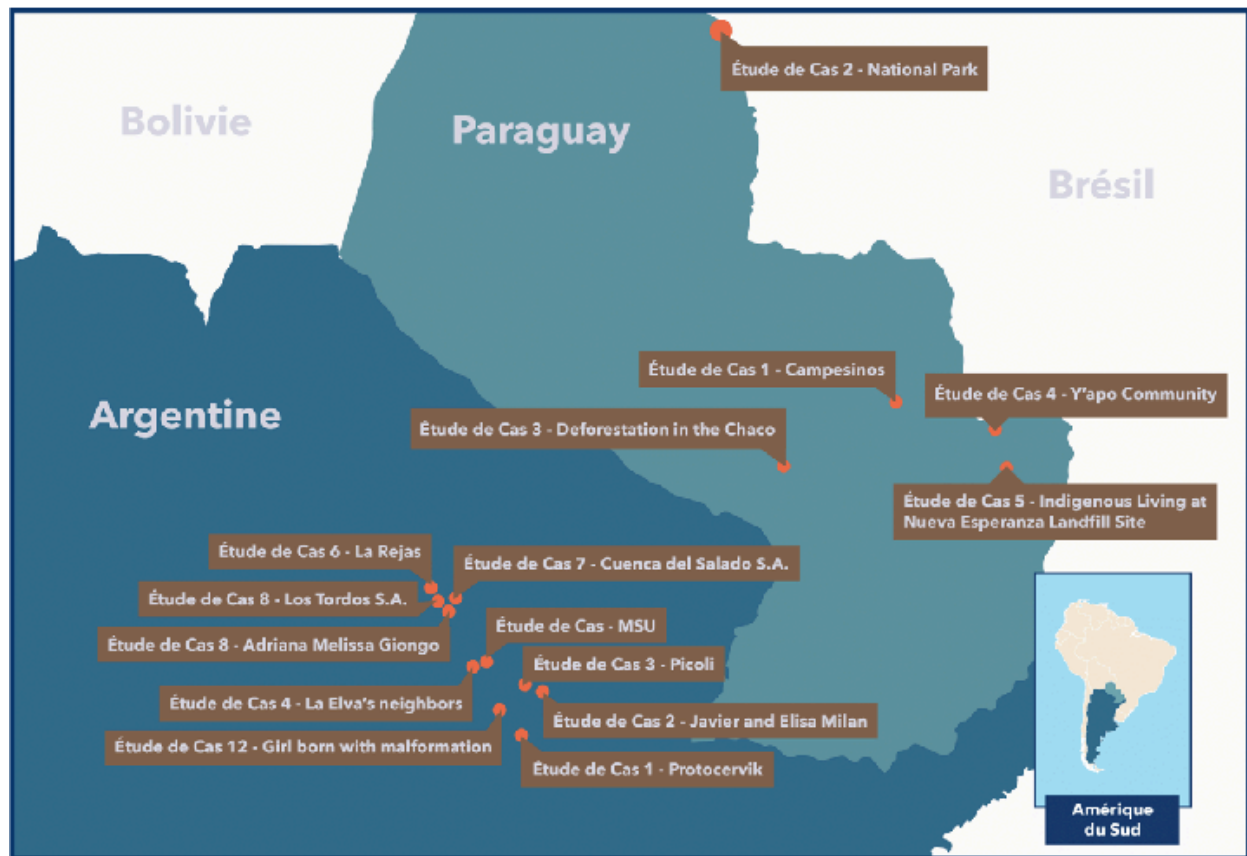 Étude de Cas 2 - National Park
Bolivie
Paraguay
Brésil
Étude de Cas 1 - Campesinos
Étude de Cas 4 - Y'apo Community
Argentine
Étude de Cas 3 - Deforestation in the Chaco
Étude de Cas 5 - Indigenous Living at
Nueva Esperanza Landfill Site
Étude de Cas 6 - La Rejas
Étude de Cas 7 - Cuenca del Salado S.A.
Étude de Cas 8 - Los Tordos S.A.
Étude de Cas - MSU
Étude de Cas 8 - Adriana Melissa Giongo
Étude de Cas 3 - Picoli
Étude de Cas 4 - La Elva's neighbors
Étude de Cas 2 - Javier and Elisa Milan
Étude de Cas 12 - Girl born with malformation
Étude de Cas 1 - Protocervik
Amérique
du Sud